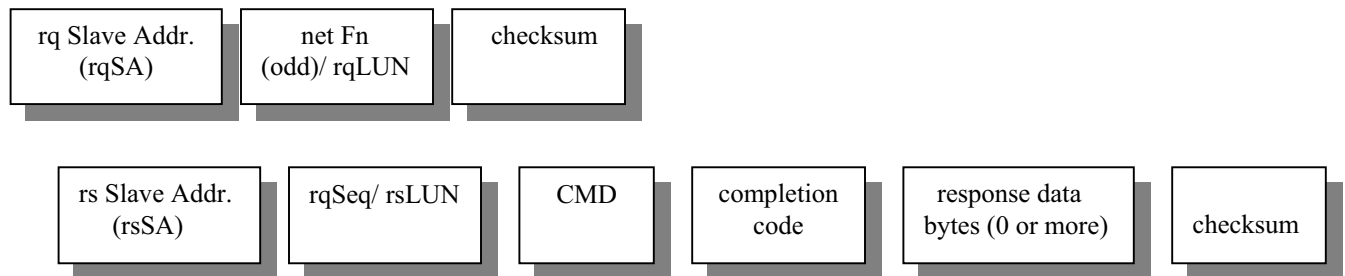 rq Slave Addr.
(rqSA)
net Fn
(odd)/ rqLUN
checksum
rs Slave Addr.
(rsSA)
rqSeq/ rsLUN
CMD
completion
code
response data
bytes (0 or more)
checksum